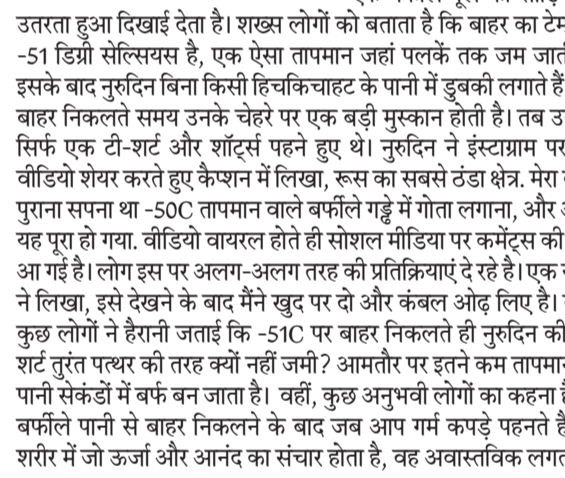 उतरता हुआ दिखाई देता है। शख्स लोगों को बताता है कि बाहर का
-51 डिग्री सेल्सियस है, एक ऐसा तापमान जहां पलकें तक जम
इसके बाद नुरुदिन बिना किसी हिचकिचाहट के पानी में डुबकी लगाते हैं
बाहर निकलते समय उनके चेहरे पर एक बड़ी मुस्कान होती है। तब
सिर्फ एक टी-शर्ट और शॉर्ट्स पहने हुए थे। नुरुदिन ने इंस्टाग्राम पर
वीडियो शेयर करते हुए कैप्शन में लिखा, रूस का सबसे ठंडा क्षेत्र. मेरा
पुराना सपना था -50C तापमान वाले बर्फीले गड्ढे में गोता लगाना, और
यह पूरा हो गया. वीडियो वायरल होते ही सोशल मीडिया पर कमेंट्स की
आ गई है। लोग इस पर अलग-अलग तरह की प्रतिक्रियाएं दे रहे है। एक
ने लिखा, इसे देखने के बाद मैंने खुद पर दो और कंबल ओढ़ लिए है।
कुछ लोगों ने हैरानी जताई कि -51C पर बाहर निकलते ही नुरुदिन की
शर्ट तुरंत पत्थर की तरह क्यों नहीं जमी? आमतौर पर इतने कम
पानी सेकंडों में बर्फ बन जाता है। वहीं, कुछ अनुभवी लोगों का कहना
बर्फीले पानी से बाहर निकलने के बाद जब आप गर्म कपड़े पहनते
शरीर में जो ऊर्जा और आनंद का संचार होता है, वह अवास्तविक